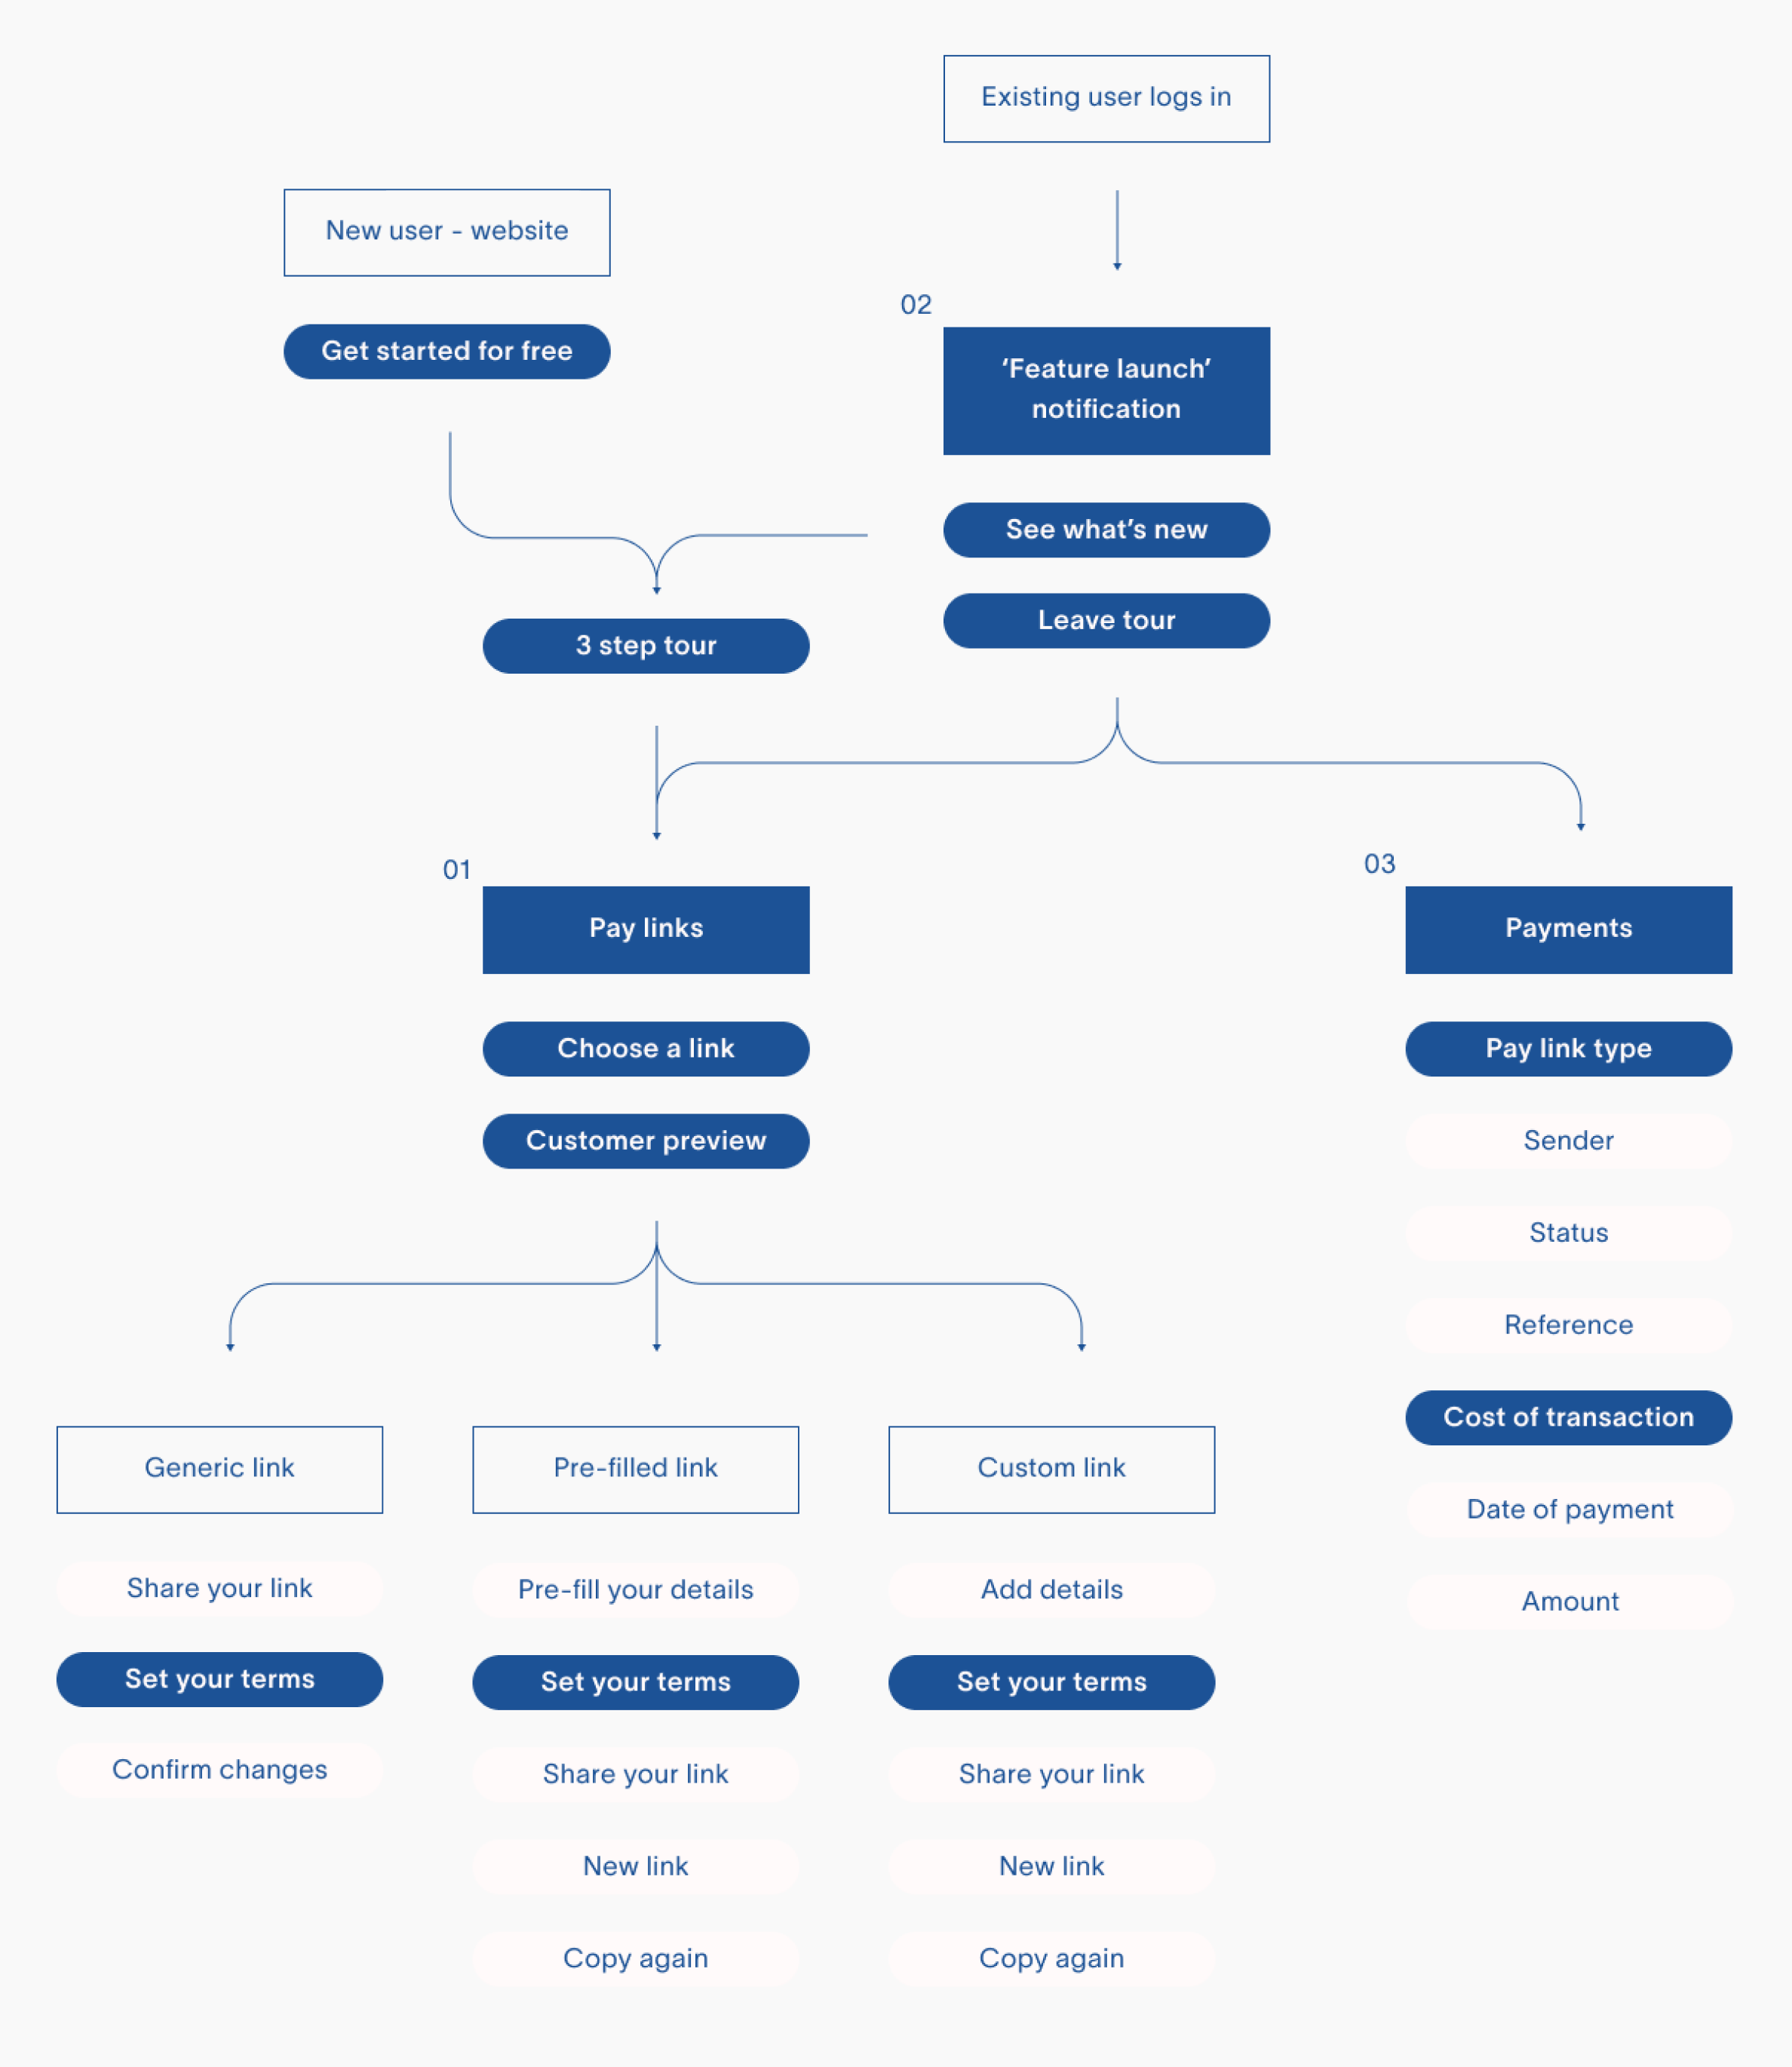 Existing user logs in
New user - website
Get started for free
02
‘Feature launch’
notification
See what’s new
Leave tour
3 step tour
01
Pay links
Choose a link
Customer preview
03
Payments
Pay link type
Sender
Status
Reference
Cost of transaction
Date of payment
Amount
Generic link
Share your link
Set your terms
Confirm changes
Pre-filled link
Pre-fill your details
Set your terms
Share your link
New link
Copy again
Custom link
Add details
Set your terms
Share your link
New link
Copy again